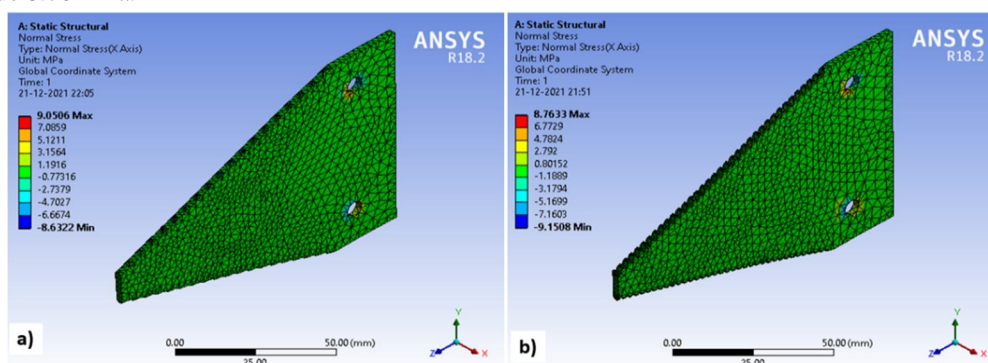 A: Static Structural
Normal Stress
Type: Normal Stress(X Axis)
Unit: MPa
Global Coordinate System
Time: 1
21-12-2021 22:05
9.0506 Max
7.0859
5.1211
3.1564
1.1916
-0.77316
-2.7379
-4.7027
-6.6674
-8.6322 Min
ANSYS
R18.2
0.00
50.00 (mm)
25.00
Y
Z
X
a)
A: Static Structural
Normal Stress
Type: Normal Stress(X Axis)
Unit: MPa
Global Coordinate System
Time: 1
21-12-2021 21:51
8.7633 Max
6.7729
4.7824
2.792
0.80152
-1.1889
-3.1794
-5.1699
-7.1603
-9.1508 Min
ANSYS
R18.2
0.00
50.00 (mm)
25.00
Y
Z
X
b)